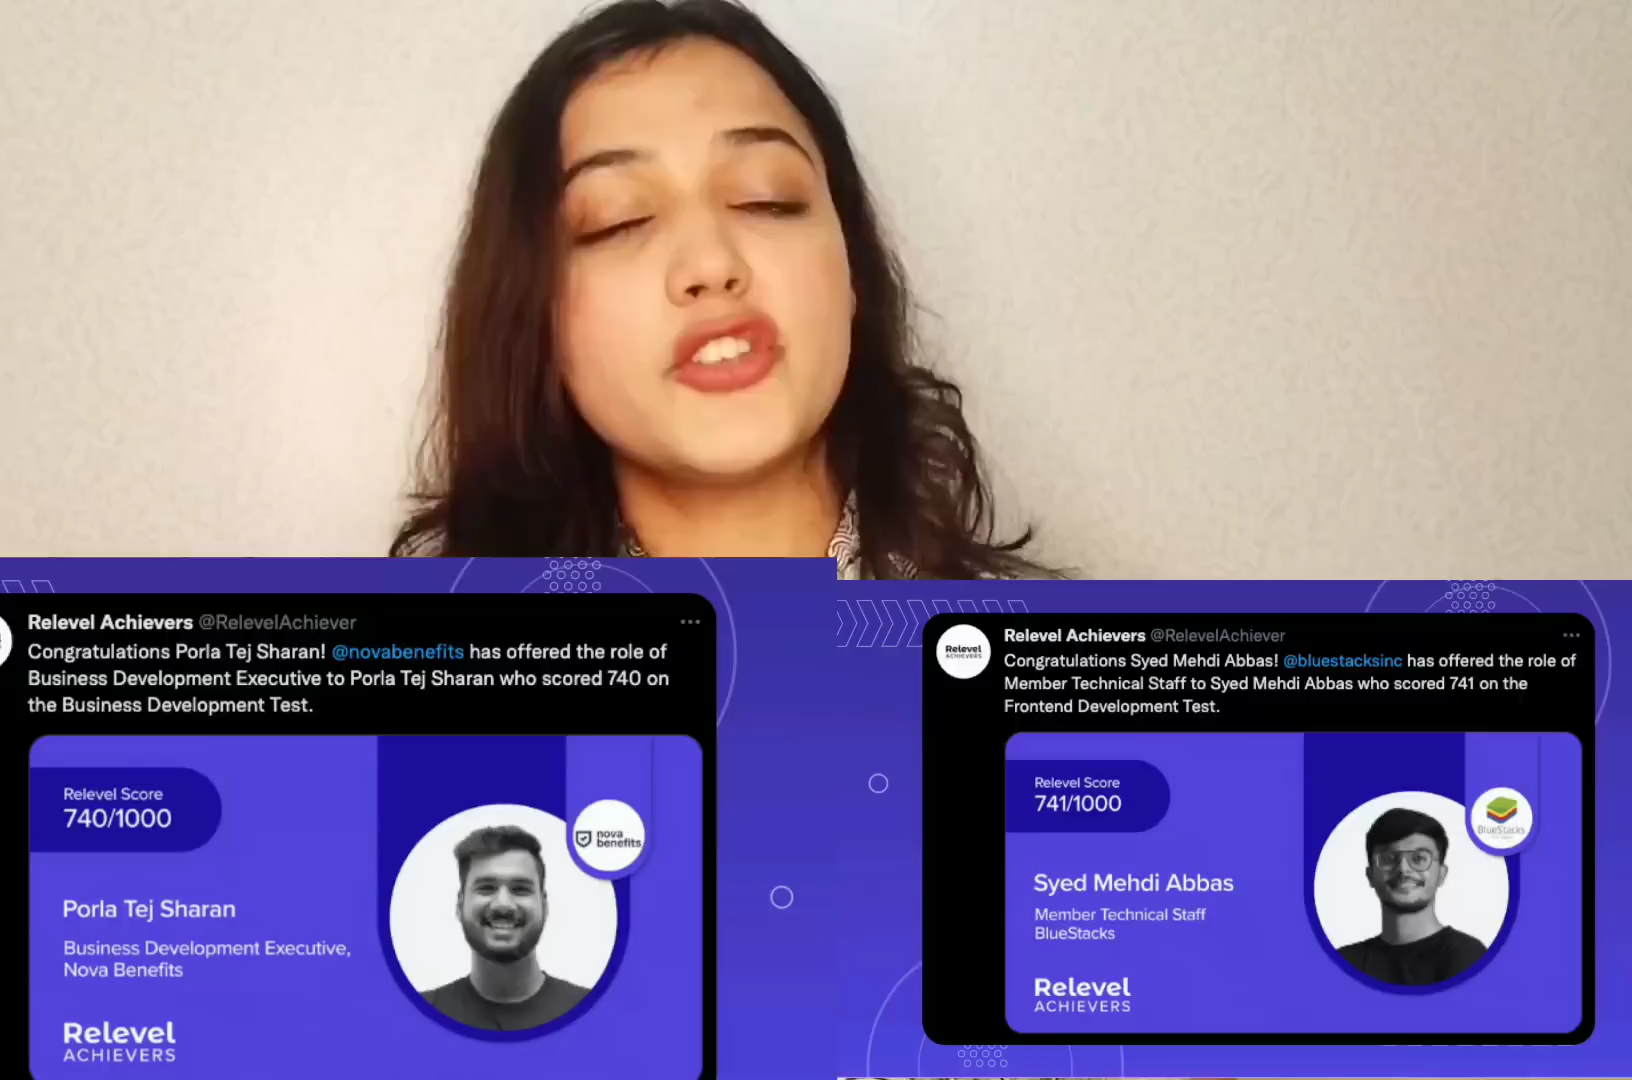 Relevel Achievers @RelevelAchiever
Congratulations Porla Tej Sharan! @novabenefits has offered the role of
Business Development Executive to Porla Tej Sharan who scored 740 on
the Business Development Test.
Relevel Score
740/1000
nova
benefits
Porla Tej Sharan
Business Development Executive,
Nova Benefits
Relevel
ACHIEVERS
Relevel
ACHIEVERS
Relevel Achievers @RelevelAchiever
Congratulations Syed Mehdi Abbas! @bluestacksinc has offered the role of
Member Technical Staff to Syed Mehdi Abbas who scored 741 on the
Frontend Development Test.
Relevel Score
741/1000
BlueStacks
Syed Mehdi Abbas
Member Technical Staff
BlueStacks
Relevel
ACHIEVERS